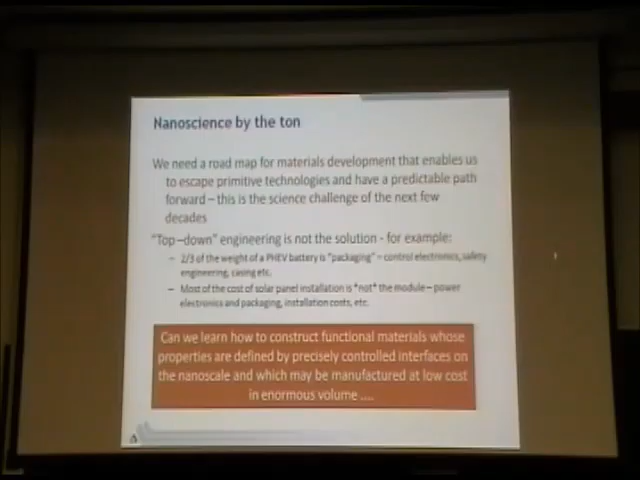 Nanoscience by the ton
We need a road map for materials development that enables us
to escape primitive technologies and have a predictable path
forward – this is the science challenge of the next few
decades
"Top –down" engineering is not the solution - for example:
– 2/3 of the weight of a PHEV battery is "packaging" – control electronics, safety
engineering, casing etc.
– Most of the cost of solar panel installation is *not* the module – power
electronics and packaging, installation costs, etc.
Can we learn how to construct functional materials whose
properties are defined by precisely controlled interfaces on
the nanoscale and which may be manufactured at low cost
in enormous volume ....